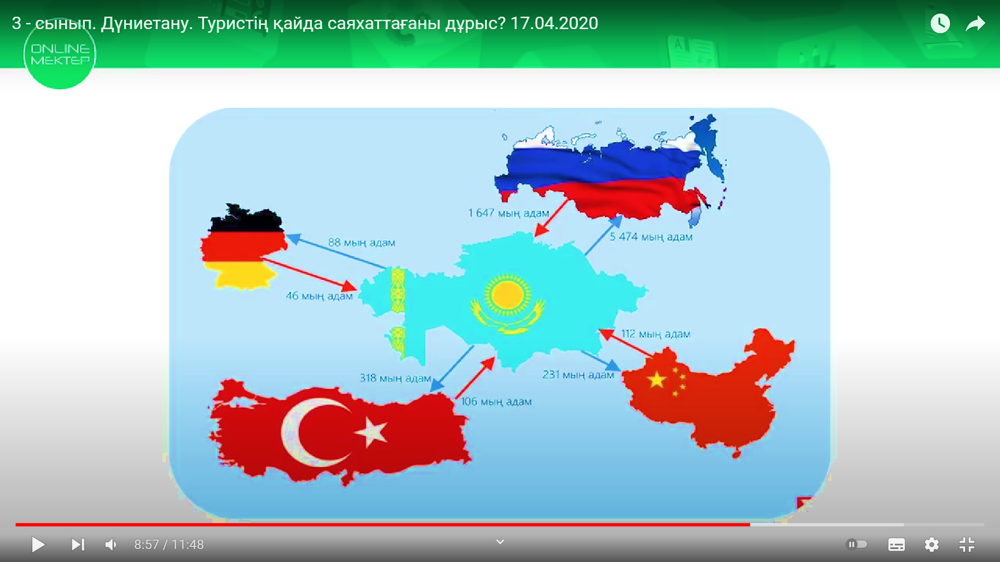 3 - сынып. Дүниетану. Туристің қайда саяхаттағаны дұрыс? 17.04.2020
ONLINE
MEKTEP
1 647 мың адам
5 474 мың адам
88 мың адам
46 мың адам
112 мың адам
231 мың адам
318 мың адам
106 мың адам
8:57 / 11:48